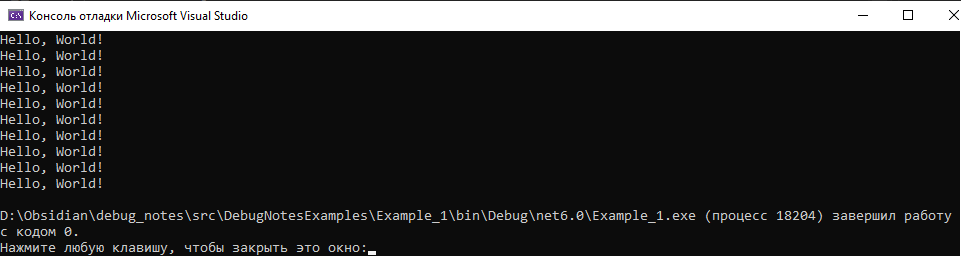 Консоль отладки Microsoft Visual Studio
Hello, World!
Hello, World!
Hello, World!
Hello, World!
Hello, World!
Hello, World!
Hello, World!
Hello, World!
Hello, World!
Hello, World!
D:\Obsidian\debug_notes\src\DebugNotesExamples\Example_1\bin\Debug\net6.0\Example_1.exe (процесс 18204) завершил работу
с кодом 0.
Нажмите любую клавишу, чтобы закрыть это окно: